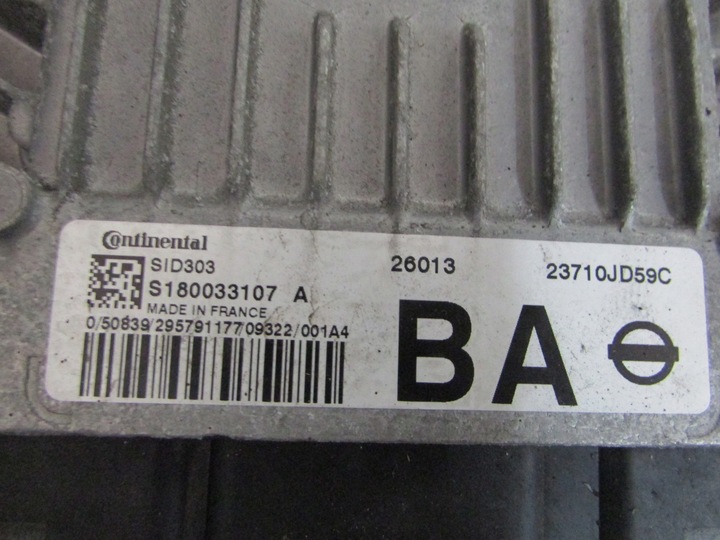 Continental
SID303 26013 23710JD59C
S180033107 A
MADE IN FRANCE
0/50839/295791177/09322/001A4
BA